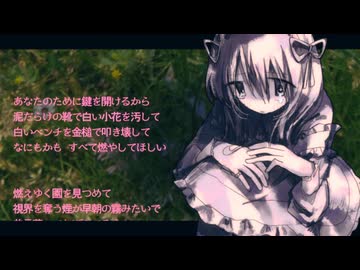 あなたのために鍵を開けるから
泥だらけの靴で白い小花を汚して
白いベンチを金槌で叩き壊して
なにもかも すべて燃やしてほしい
燃えゆく園を見つめて
視界を奪う煙が早朝の霧みたいで